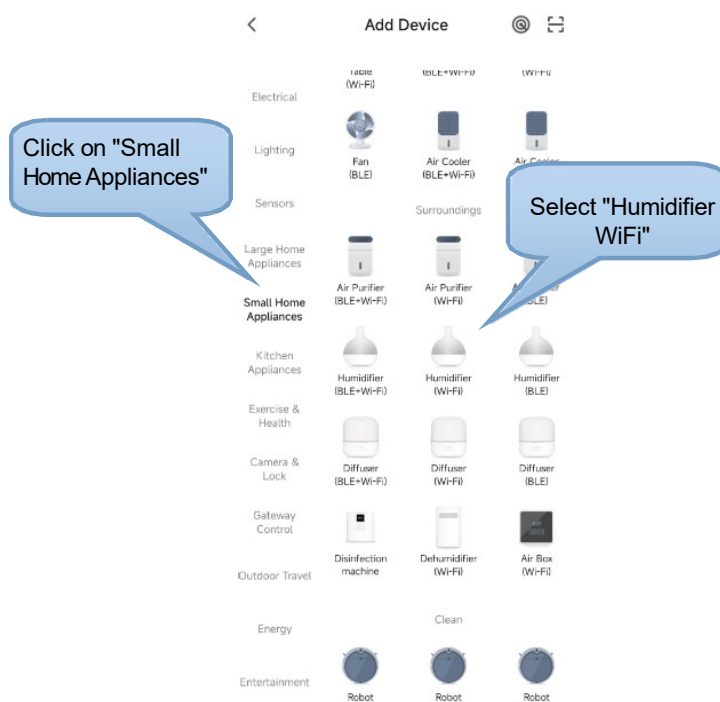 Add Device
Electrical
Lighting
Sensors
Large Home
Appliances
Small Home
Appliances
Kitchen
Appliances
Exercise &
Health
Camera &
Lock
Gateway
Control
Outdoor Travel
Energy
Entertainment
Table
(Wi-Fi)
(BLE+Wi-Fi)
(Wi-Fi)
Fan
(BLE)
Air Cooler
(BLE+Wi-Fi)
Air Cooler
Surroundings
Air Purifier
(BLE+Wi-Fi)
Air Purifier
(Wi-Fi)
(BLE)
Humidifier
(BLE+Wi-Fi)
Humidifier
(Wi-Fi)
Humidifier
(BLE)
Diffuser
(BLE+Wi-Fi)
Diffuser
(Wi-Fi)
Diffuser
(BLE)
Disinfection
machine
Dehumidifier
(Wi-Fi)
AIR
Air Box
(Wi-Fi)
Clean
Robot
Robot
Robot
Click on "Small
Home Appliances"
Select "Humidifier
WiFi"